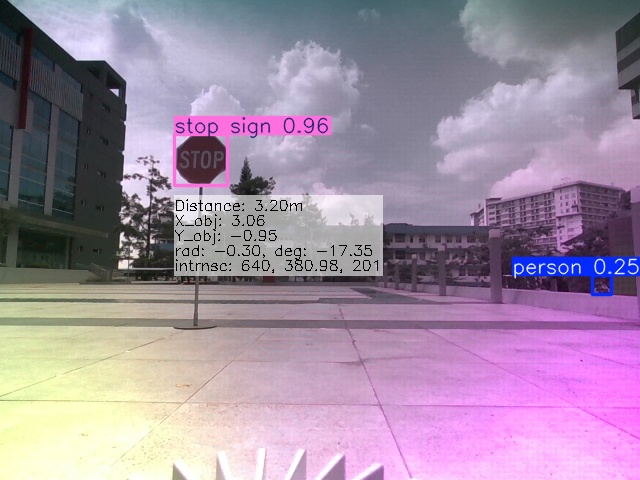 stop sign 0.96
STOP
Distance: 3.20m
X_obj: 3.06
Y_obj: -0.95
rad: -0.30, deg: -17.35
intrnsc: 640, 380.98, 201
person 0.25